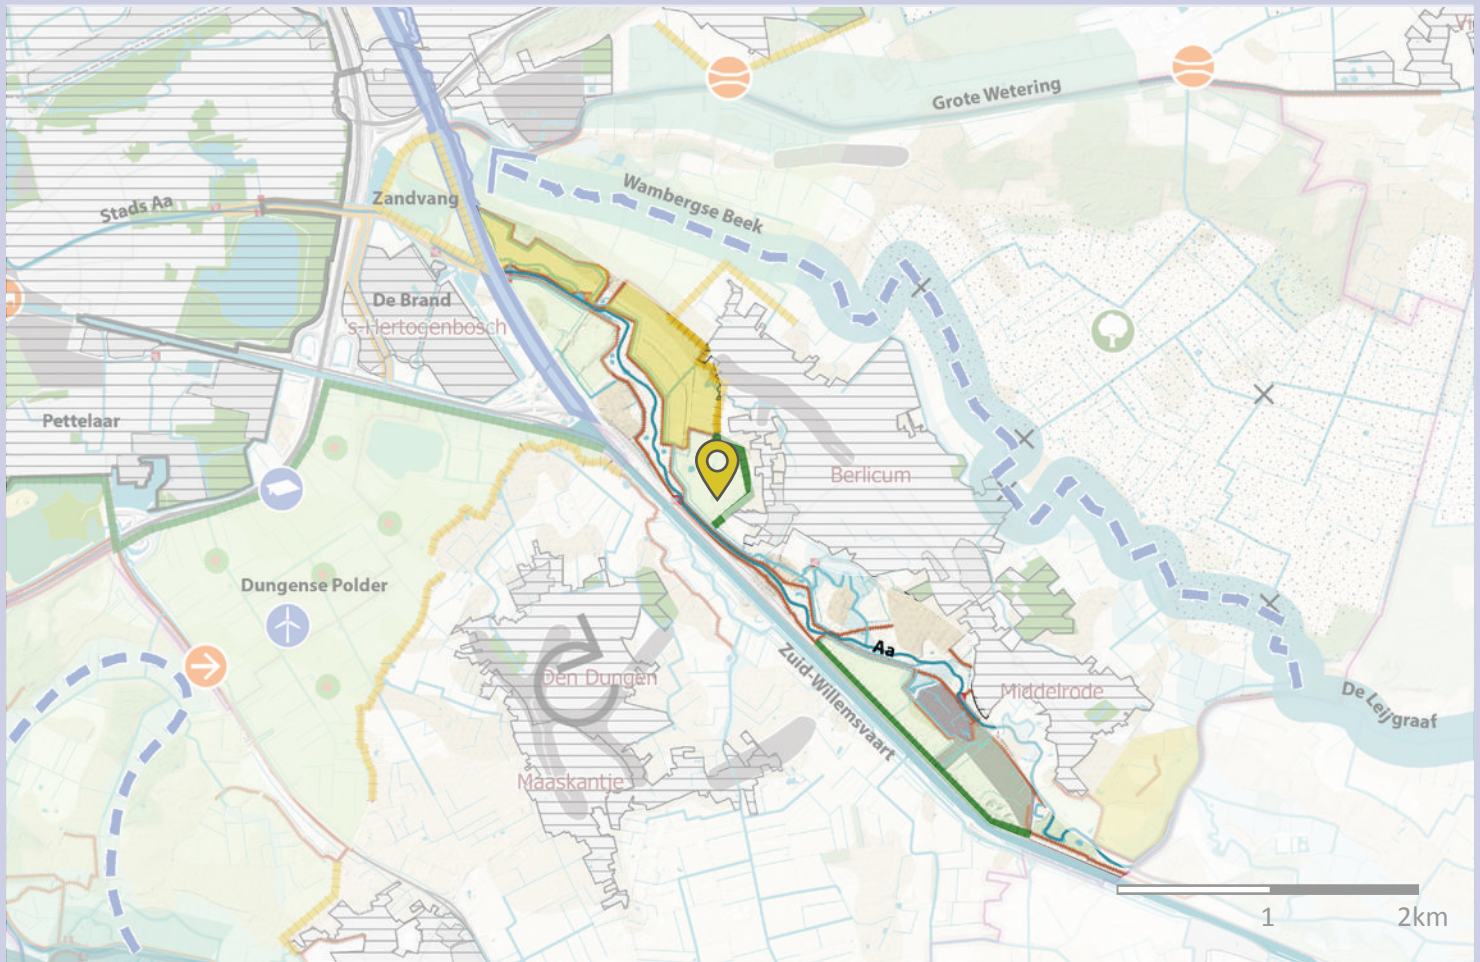 Grote Wetering
Wambergse Beek
Zandvang
Stads Aa
De Brand
's-Hertogenbosch
Pettelaar
Berlicum
Dungense Polder
Aa
Den Dungen
Zuid-Willemsvaart
Middelrode
De Leijgraaf
Maaskantje
1
2km